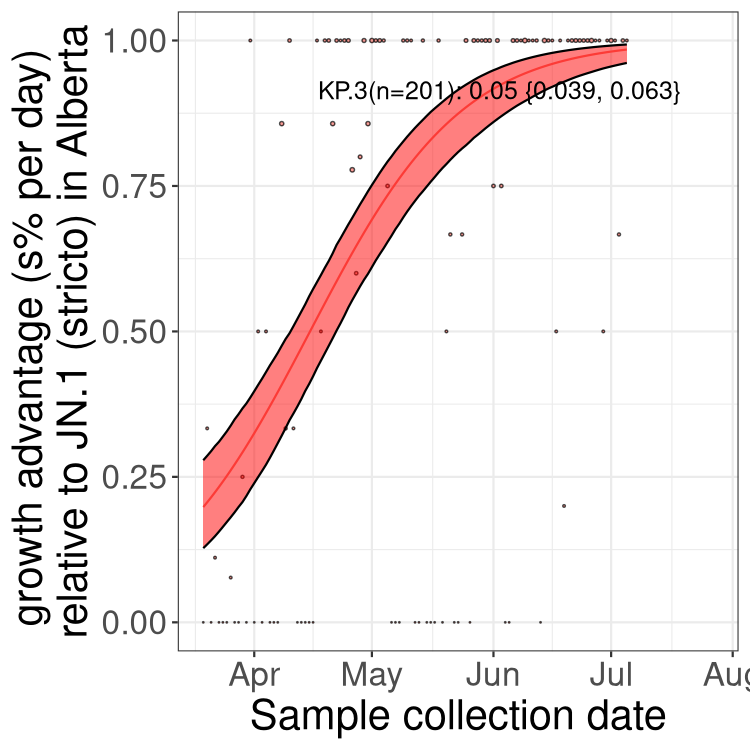 growth advantage (s% per day)
relative to JN.1 (stricto) in Alberta
1.00
0.75
0.50
0.25
0.00
KP.3(n=201): 0.05 {0.039, 0.063}
Apr May Jun Jul Aug
Sample collection date